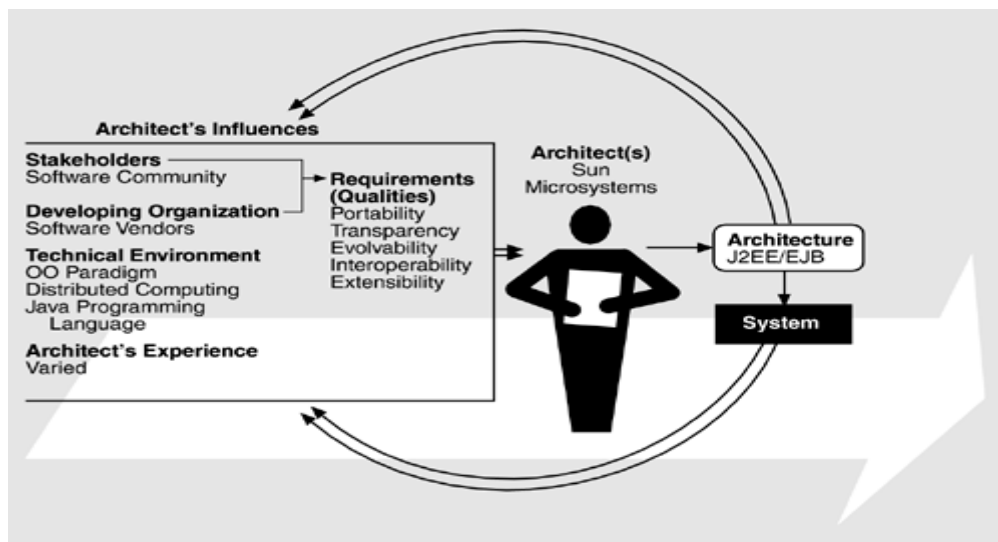 Architect's Influences
Stakeholders
Software Community
Developing Organization
Software Vendors
Technical Environment
OO Paradigm
Distributed Computing
Java Programming
Language
Architect's Experience
Varied
Requirements
(Qualities)
Portability
Transparency
Evolvability
Interoperability
Extensibility
Architect(s)
Sun
Microsystems
Architecture
J2EE/EJB
System